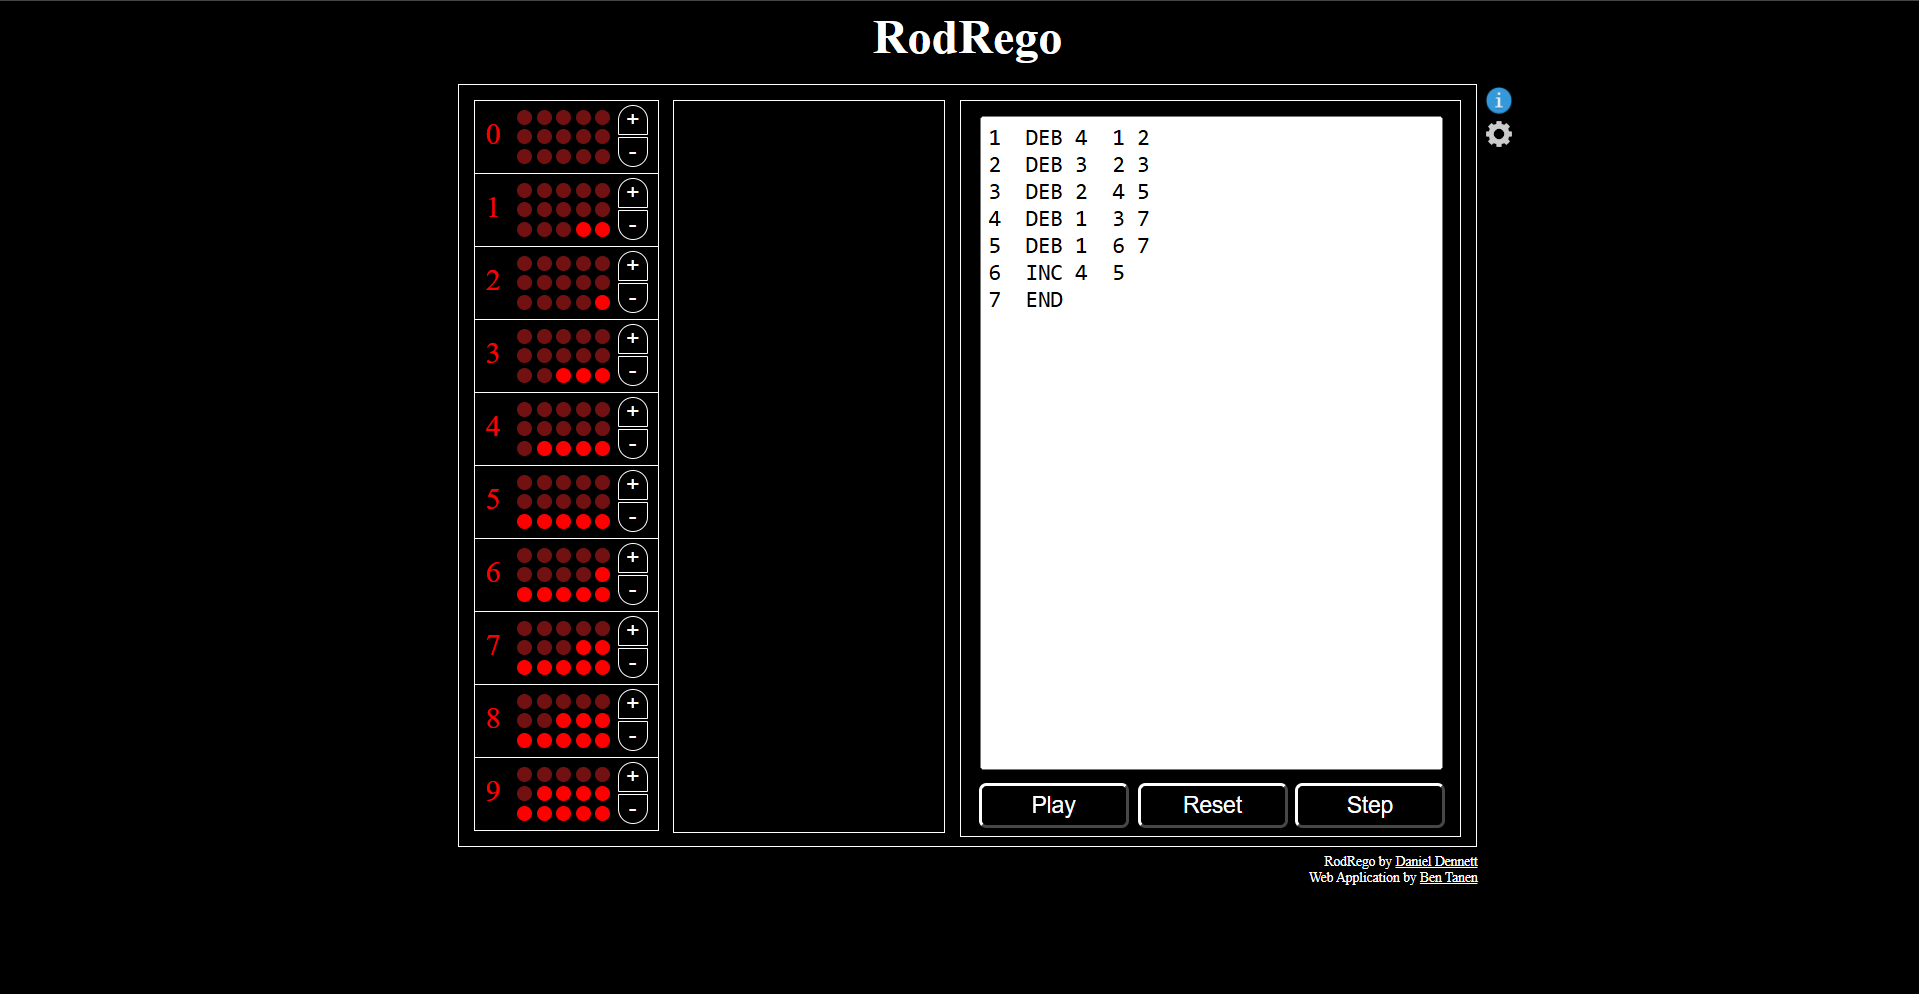 RodRego
0
+
-
1
+
-
2
+
-
3
+
-
4
+
-
5
+
-
6
+
-
7
+
-
8
+
-
9
+
-
1  DEB 4  1 2
2  DEB 3  2 3
3  DEB 2  4 5
4  DEB 1  3 7
5  DEB 1  6 7
6  INC 4  5
7  END
Play Reset Step
i
RodRego by Daniel Dennett
Web Application by Ben Tanen